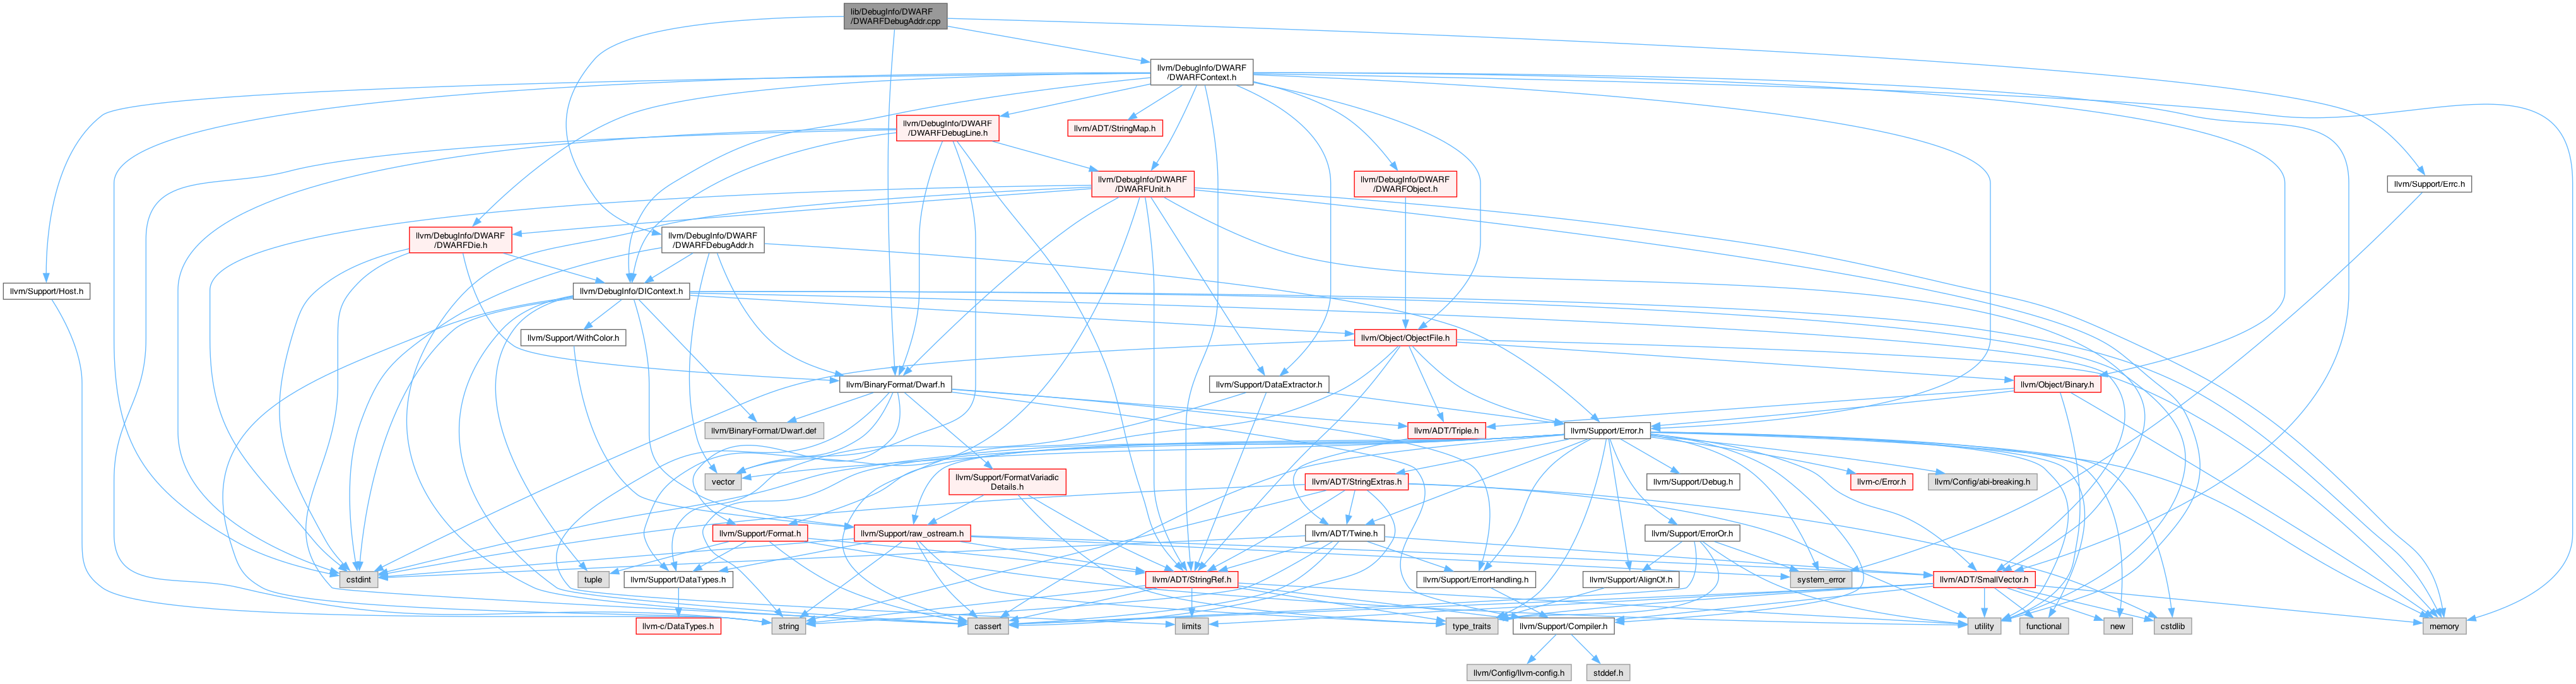 lib/DebugInfo/DWARF
/DWARFDebugAddr.cpp
llvm/DebugInfo/DWARF
/DWARFContext.h
llvm/DebugInfo/DWARF
/DWARFDebugLine.h
llvm/ADT/StringMap.h
llvm/DebugInfo/DWARF
/DWARFUnit.h
llvm/DebugInfo/DWARF
/DWARFObject.h
llvm/Support/Errc.h
llvm/DebugInfo/DWARF
/DWARFDie.h
llvm/DebugInfo/DWARF
/DWARFDebugAddr.h
llvm/Support/Host.h
llvm/DebugInfo/DIContext.h
llvm/Support/WithColor.h
llvm/Object/ObjectFile.h
llvm/BinaryFormat/Dwarf.h
llvm/Support/DataExtractor.h
llvm/Object/Binary.h
llvm/BinaryFormat/Dwarf.def
llvm/ADT/Triple.h
llvm/Support/Error.h
vector
llvm/Support/FormatVariadic
Details.h
llvm/ADT/StringExtras.h
llvm/Support/Debug.h
llvm-c/Error.h
llvm/Config/abi-breaking.h
llvm/Support/Format.h
llvm/Support/raw_ostream.h
llvm/ADT/Twine.h
llvm/Support/ErrorOr.h
cstdint
tuple
llvm/Support/DataTypes.h
llvm/ADT/StringRef.h
llvm/Support/ErrorHandling.h
llvm/Support/AlignOf.h
system_error
llvm/ADT/SmallVector.h
llvm-c/DataTypes.h
string
cassert
limits
type_traits
llvm/Support/Compiler.h
utility
functional
new
cstdlib
memory
llvm/Config/llvm-config.h
stddef.h